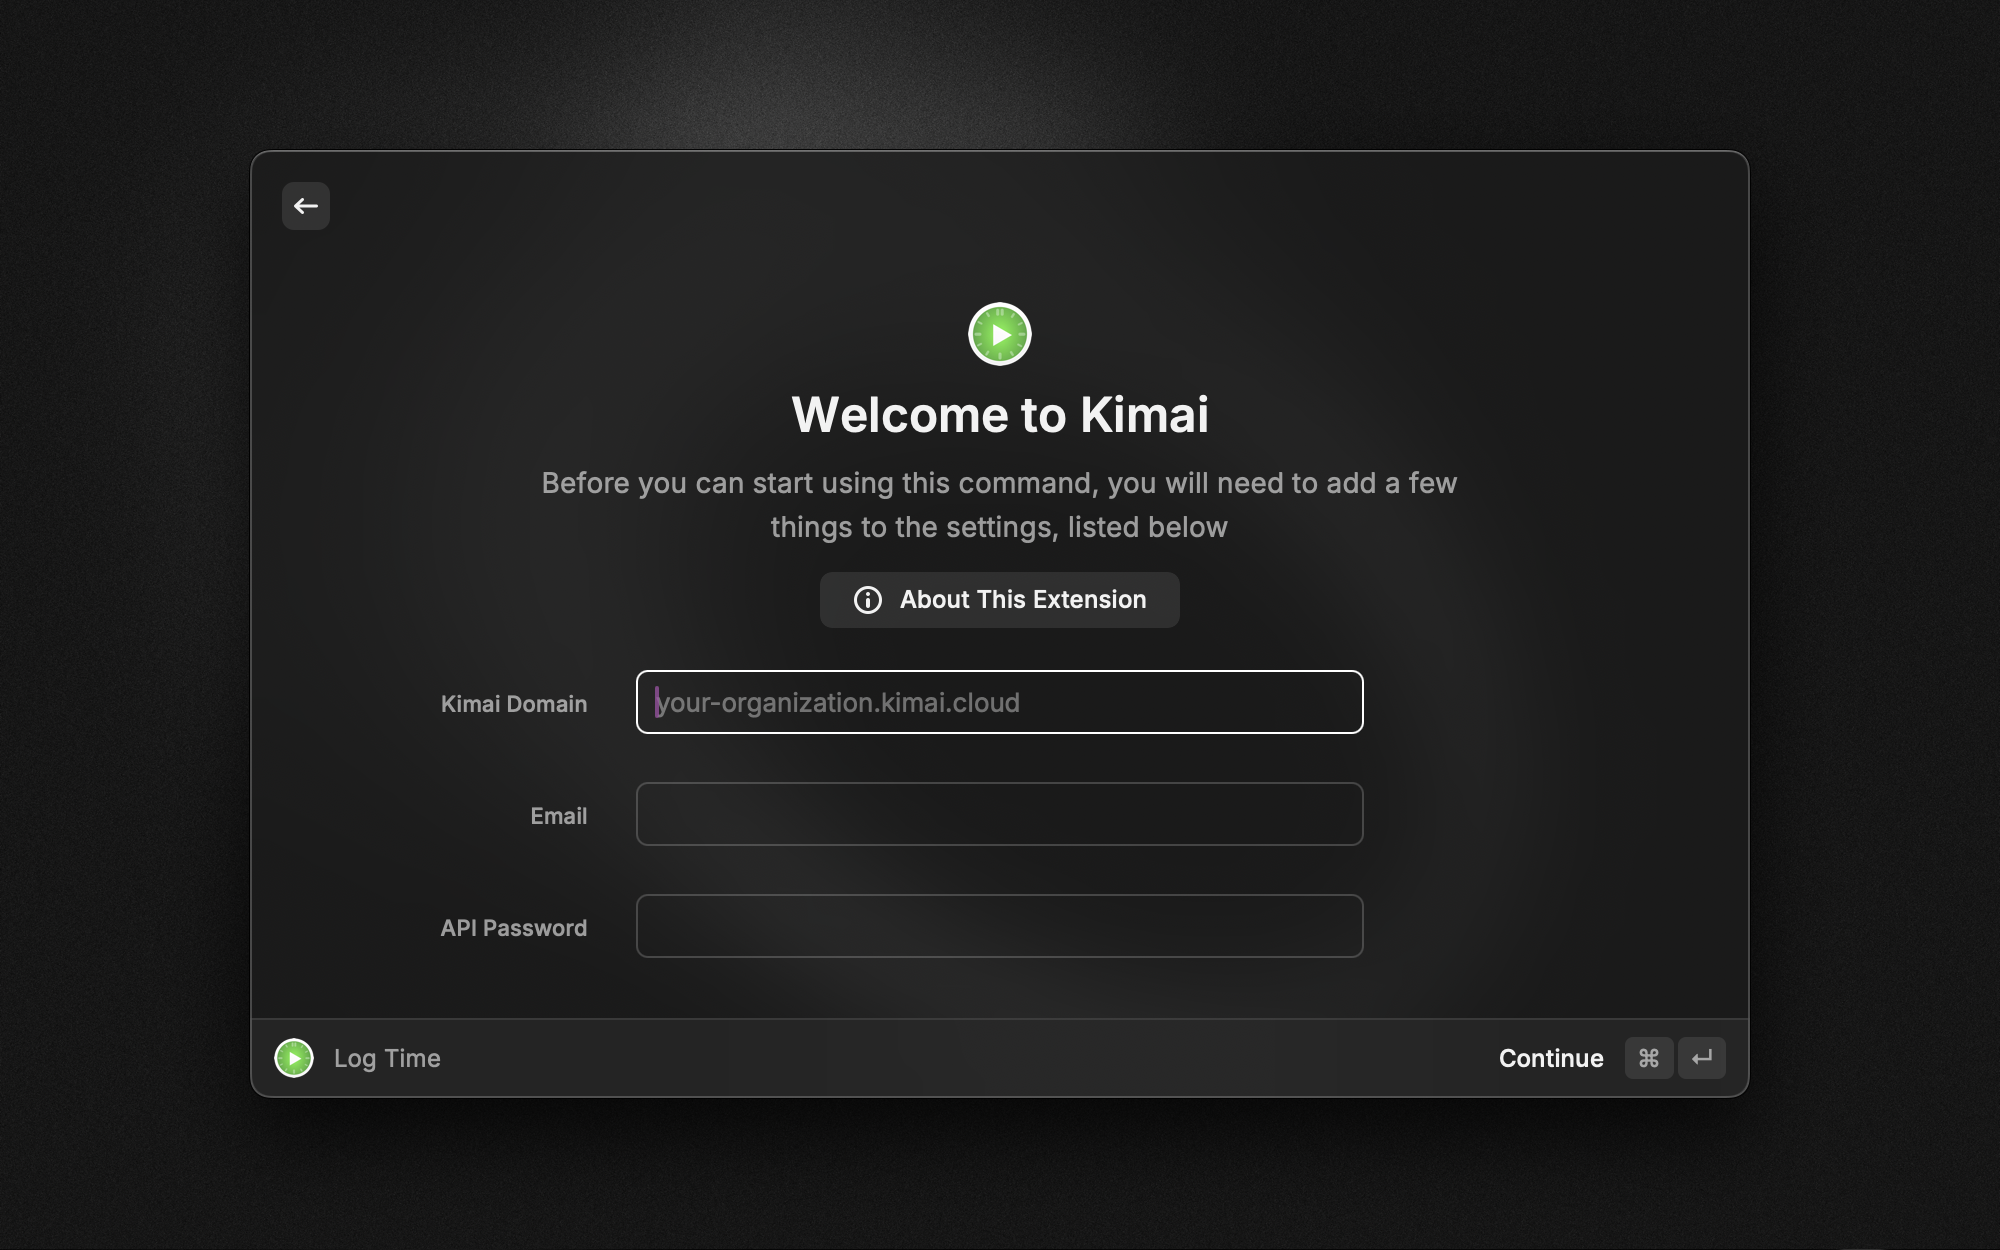 Welcome to Kimai
Before you can start using this command, you will need to add a few
things to the settings, listed below
About This Extension
Kimai Domain
your-organization.kimai.cloud
Email
API Password
Log Time
Continue ⌘ ↵